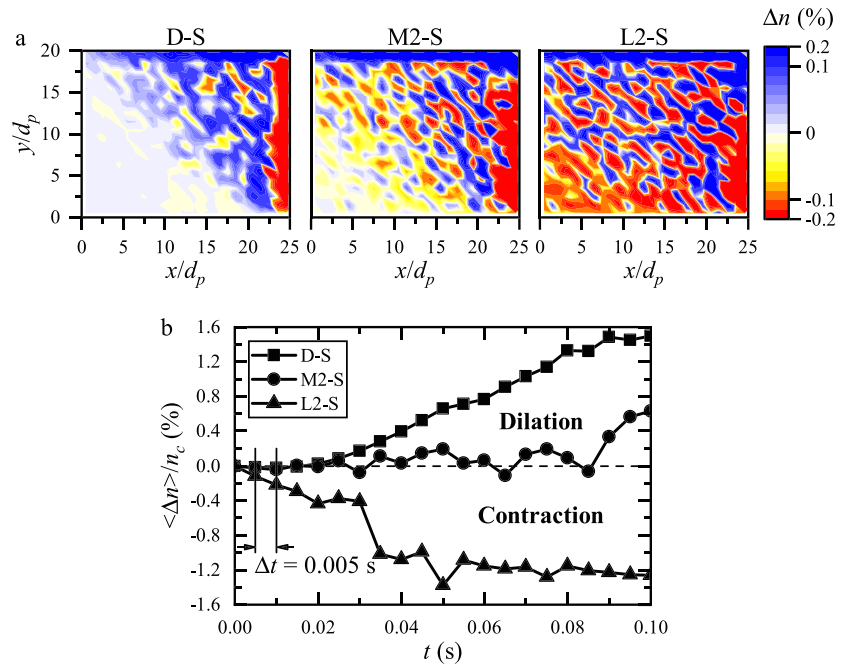 a
D-S
M2-S
L2-S
Δn (%)
y/dp
20
15
10
5
0
0 5 10 15 20 25
0 5 10 15 20 25
0 5 10 15 20 25
x/dp
x/dp
x/dp
0.2
0.1
0
-0.1
-0.2
b
<Δn>/nc (%)
1.6
1.2
0.8
0.4
0.0
-0.4
-0.8
-1.2
-1.6
D-S
M2-S
L2-S
Dilation
Contraction
Δt = 0.005 s
0.00 0.02 0.04 0.06 0.08 0.10
t (s)